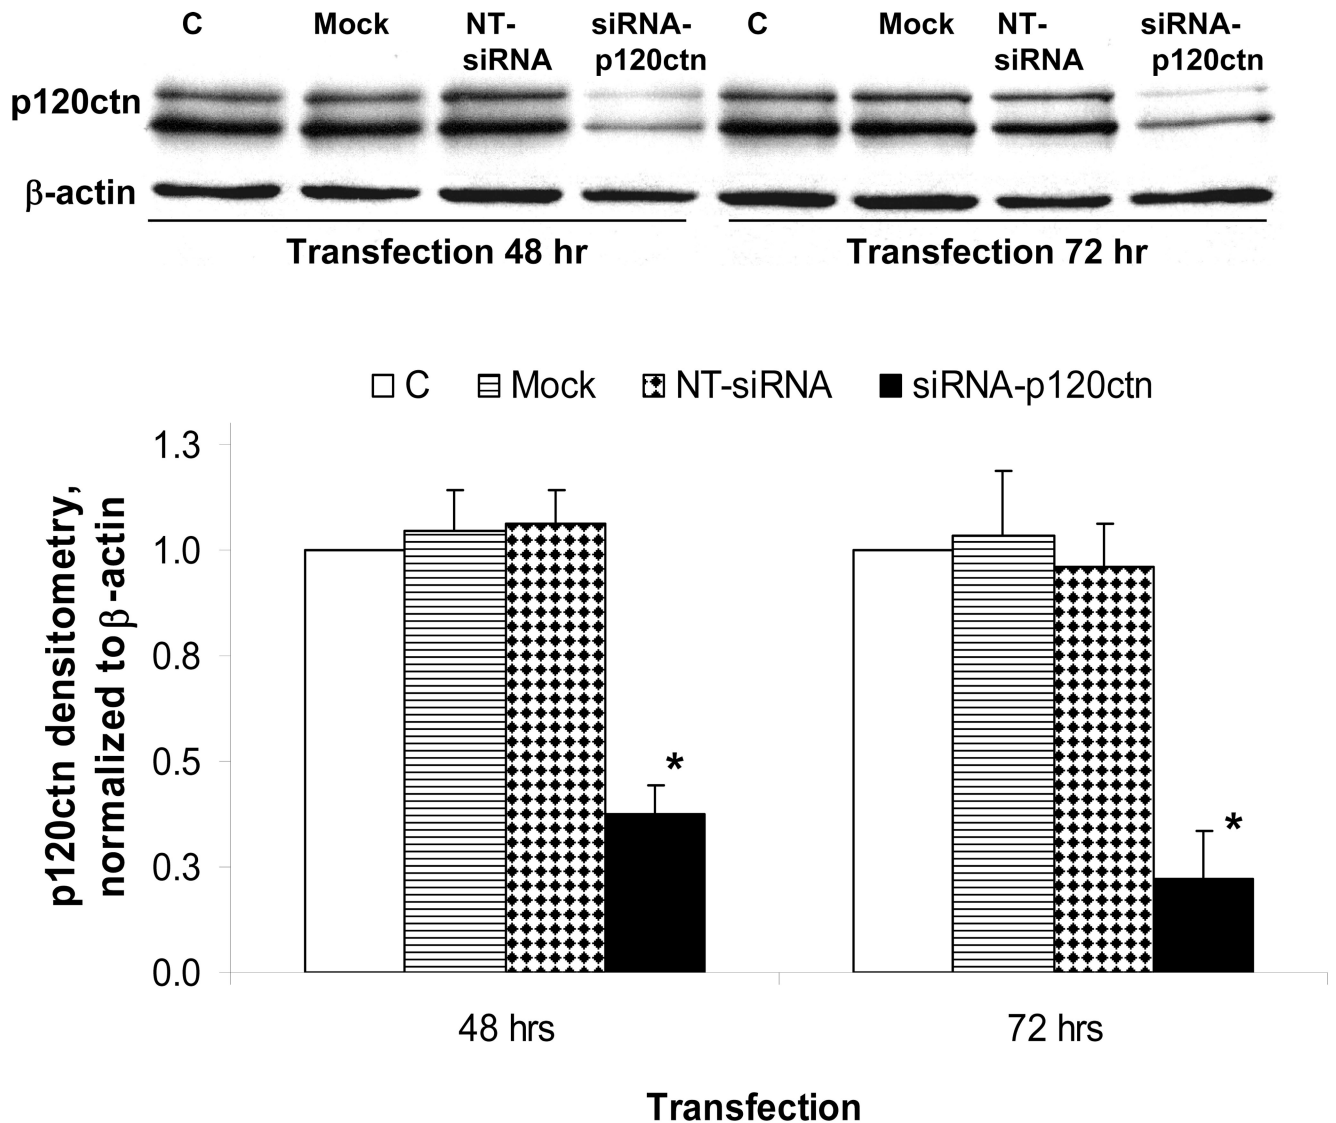 C Mock NT- siRNA- C Mock NT- siRNA-
siRNA p120ctn siRNA p120ctn
p120ctn
β-actin
Transfection 48 hr Transfection 72 hr
C Mock NT-siRNA siRNA-p120ctn
p120ctn densitometry,
normalized to β-actin
1.3
*
1.0
0.8
0.5
*
0.3
0.0
48 hrs 72 hrs
Transfection